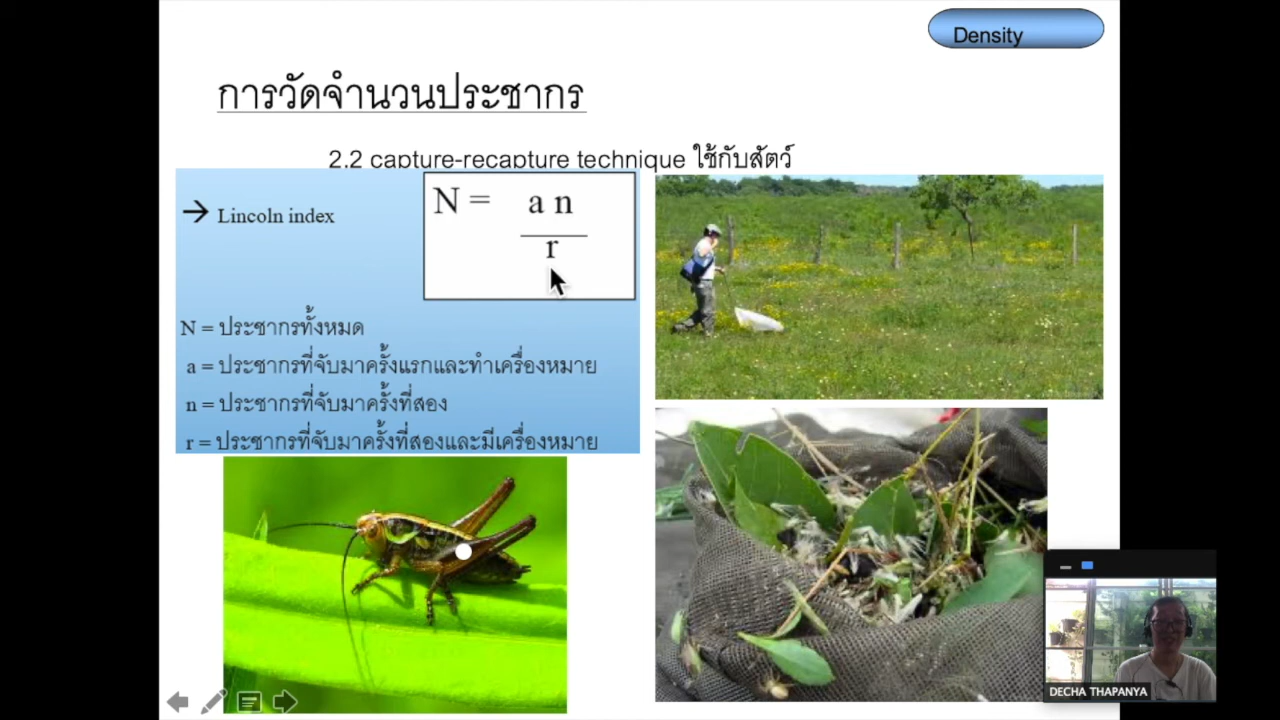 Density
การวัดจำนวนประชากร
2.2 capture-recapture technique ใช้กับสัตว์
→ Lincoln index
N = a n
r
N = ประชากรทั้งหมด
a = ประชากรที่จับมาครั้งแรกและทำเครื่องหมาย
n = ประชากรที่จับมาครั้งที่สอง
r = ประชากรที่จับมาครั้งที่สองและมีเครื่องหมาย
DECHA THAPANYA